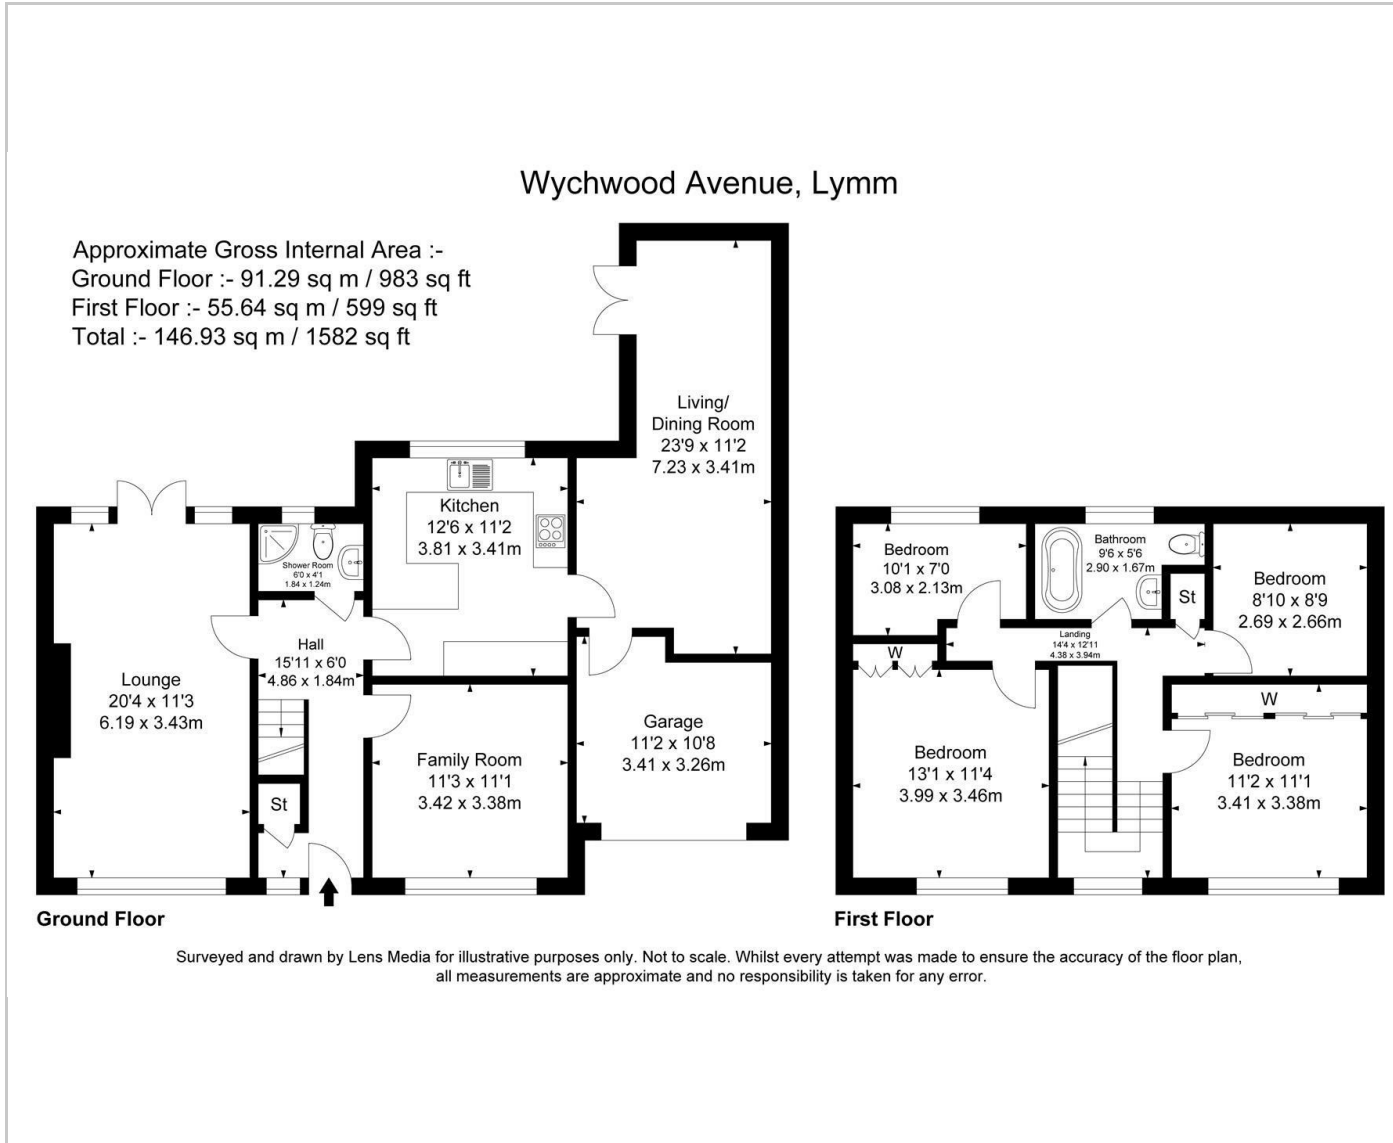 Wychwood Avenue, Lymm
Approximate Gross Internal Area :-
Ground Floor :- 91.29 sq m / 983 sq ft
First Floor :- 55.64 sq m / 599 sq ft
Total :- 146.93 sq m / 1582 sq ft
Living/
Dining Room
23'9 x 11'2
7.23 x 3.41m
Kitchen
12'6 x 11'2
3.81 x 3.41m
Shower Room
6'0 x 4'1
1.84 x 1.24m
Hall
15'11 x 6'0
4.86 x 1.84m
Lounge
20'4 x 11'3
6.19 x 3.43m
Family Room
11'3 x 11'1
3.42 x 3.38m
Garage
11'2 x 10'8
3.41 x 3.26m
St
Ground Floor
Bedroom
10'1 x 7'0
3.08 x 2.13m
Bathroom
9'6 x 5'6
2.90 x 1.67m
St
Bedroom
8'10 x 8'9
2.69 x 2.66m
Landing
14'4 x 12'11
4.38 x 3.94m
W
W
Bedroom
13'1 x 11'4
3.99 x 3.46m
Bedroom
11'2 x 11'1
3.41 x 3.38m
First Floor
Surveyed and drawn by Lens Media for illustrative purposes only. Not to scale. Whilst every attempt was made to ensure the accuracy of the floor plan,
all measurements are approximate and no responsibility is taken for any error.